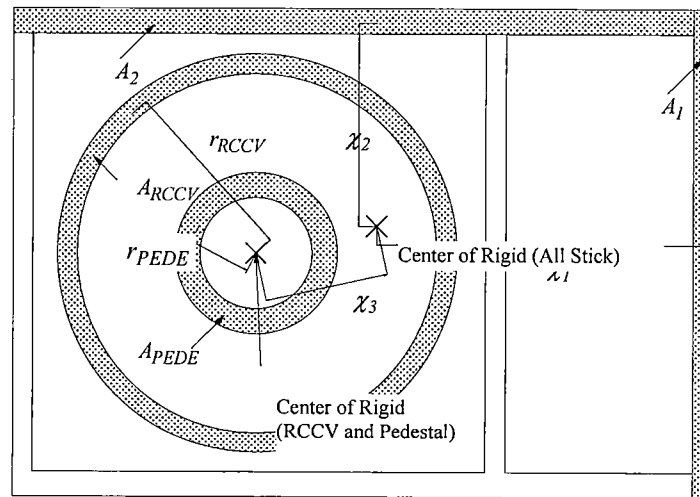 A2
A1
rRCCV
χ2
ARCCV
rPEDE
Center of Rigid (All Stick)
χ1
χ3
APEDE
Center of Rigid
(RCCV and Pedestal)